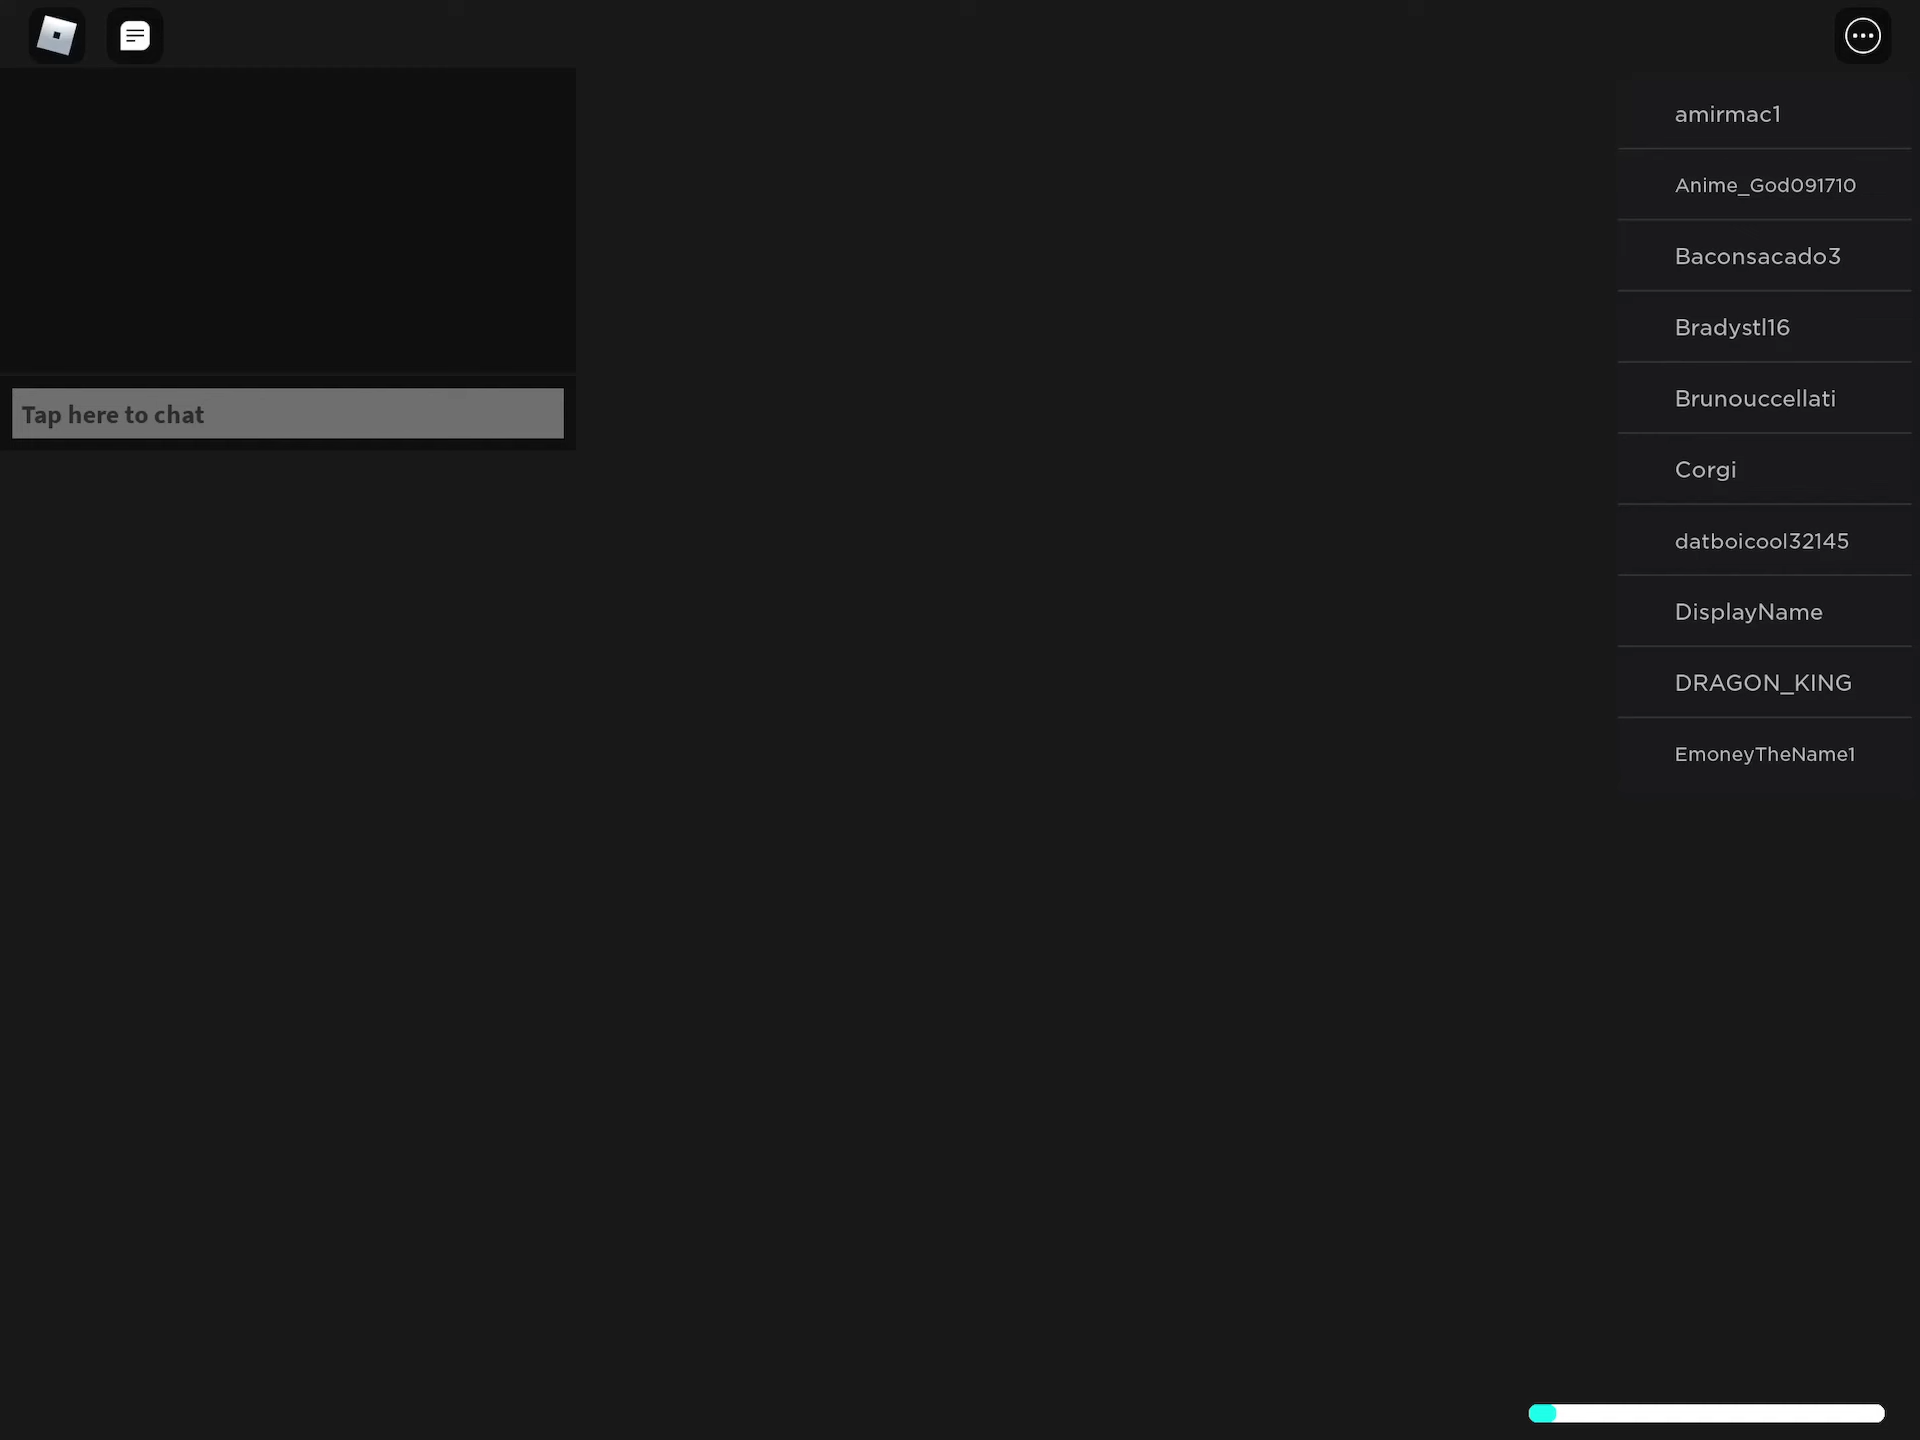 Tap here to chat
amirmac1
Anime_God091710
Baconsacado3
Bradystl16
Brunouccellati
Corgi
datboicool32145
DisplayName
DRAGON_KING
EmoneyTheName1